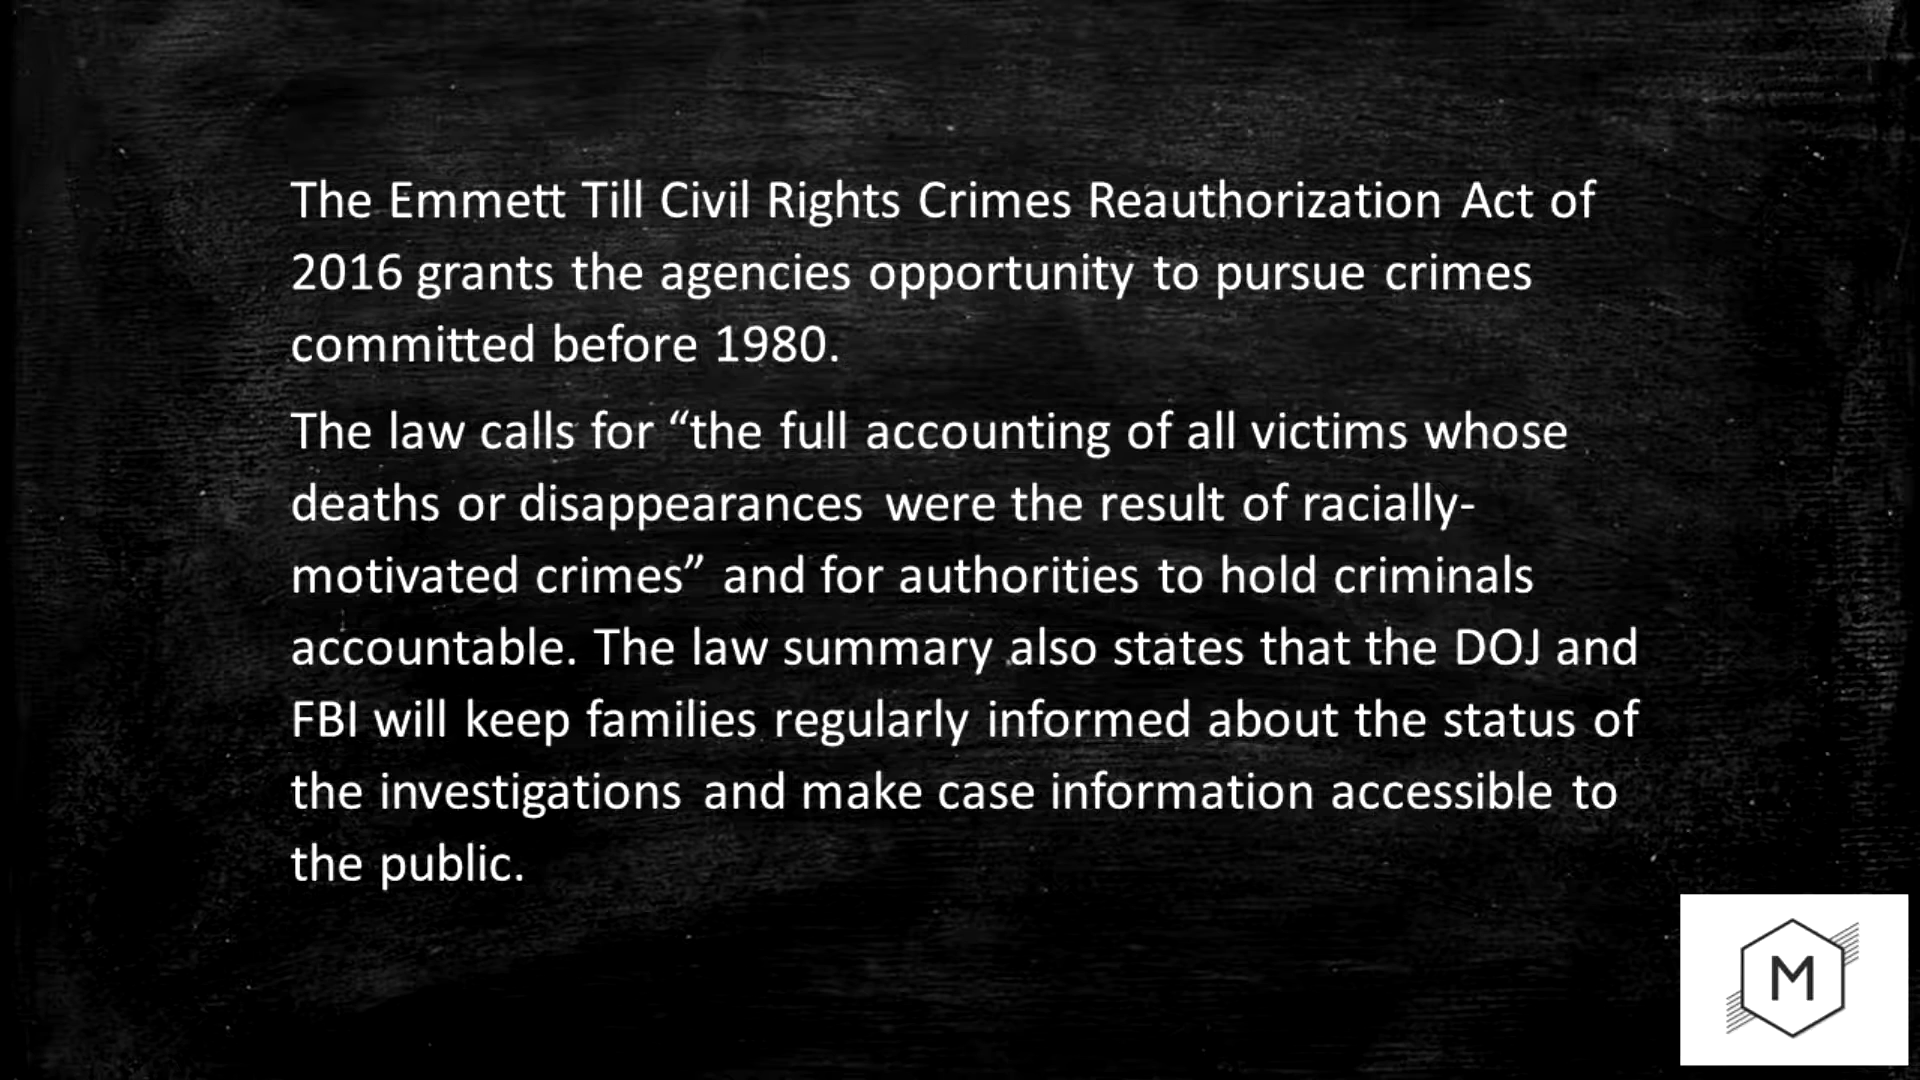 The Emmett Till Civil Rights Crimes Reauthorization Act of
2016 grants the agencies opportunity to pursue crimes
committed before 1980.
The law calls for “the full accounting of all victims whose
deaths or disappearances were the result of racially-
motivated crimes” and for authorities to hold criminals
accountable. The law summary also states that the DOJ and
FBI will keep families regularly informed about the status of
the investigations and make case information accessible to
the public.
M